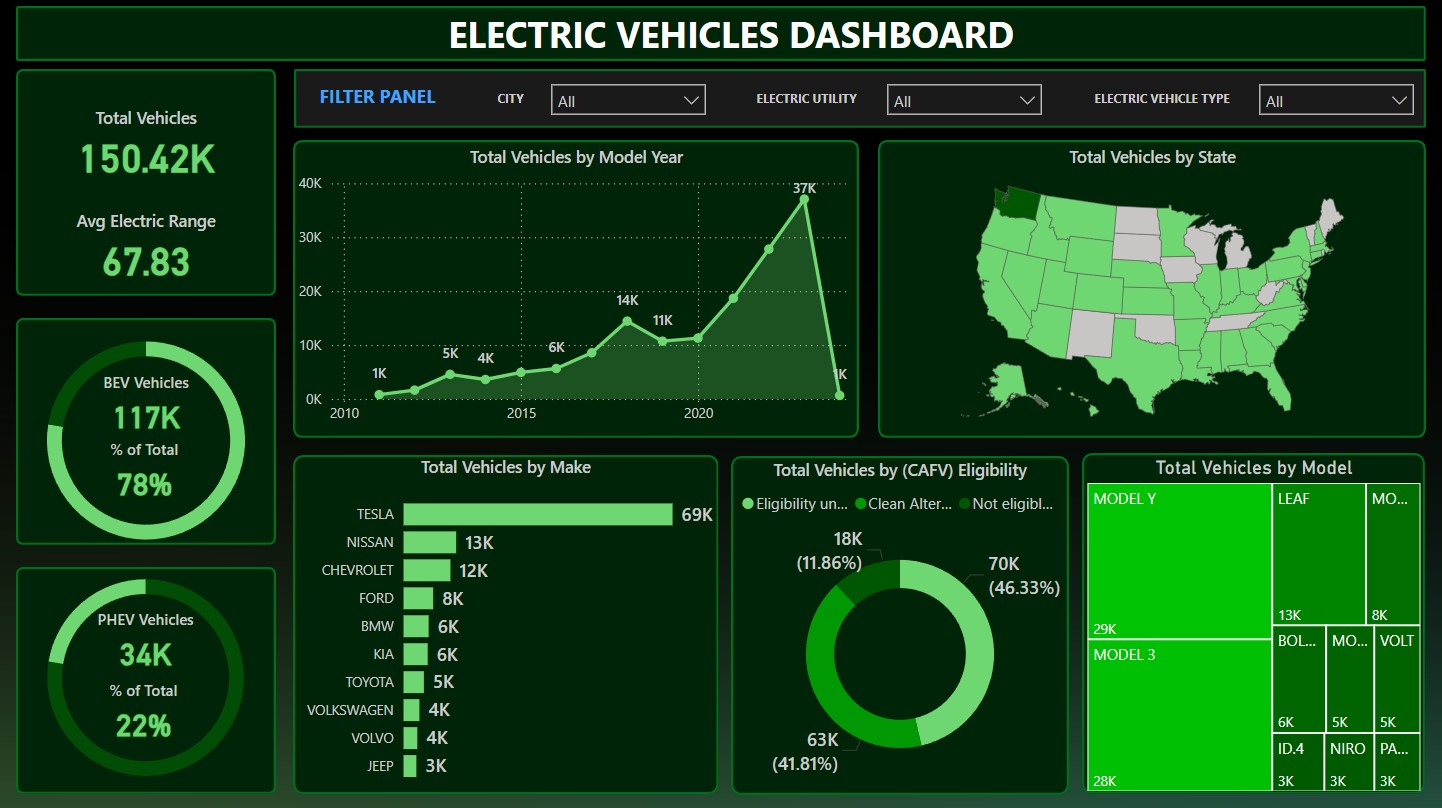 ELECTRIC VEHICLES DASHBOARD
Total Vehicles
150.42K
Avg Electric Range
67.83
FILTER PANEL
CITY
All
ELECTRIC UTILITY
All
ELECTRIC VEHICLE TYPE
All
BEV Vehicles
117K
% of Total
78%
PHEV Vehicles
34K
% of Total
22%
Total Vehicles by Model Year
40K
30K
20K
10K
0K
1K
5K
4K
6K
14K
11K
37K
1K
2010
2015
2020
Total Vehicles by State
Total Vehicles by Make
TESLA 69K
NISSAN 13K
CHEVROLET 12K
FORD 8K
BMW 6K
KIA 6K
TOYOTA 5K
VOLKSWAGEN 4K
VOLVO 4K
JEEP 3K
Total Vehicles by (CAFV) Eligibility
Eligibility un... Clean Alter... Not eligibl...
18K
(11.86%)
70K
(46.33%)
63K
(41.81%)
Total Vehicles by Model
MODEL Y
29K
MODEL 3
28K
LEAF
13K
MO...
8K
BOL...
6K
MO...
5K
VOLT
5K
ID.4
3K
NIRO
3K
PA...
3K